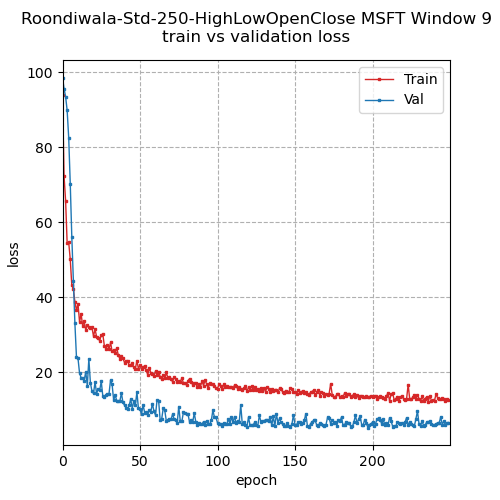 Roondiwala-Std-250-HighLowOpenClose MSFT Window 9
train vs validation loss
100
80
60
40
20
loss
Train
Val
0
50
100
150
200
epoch